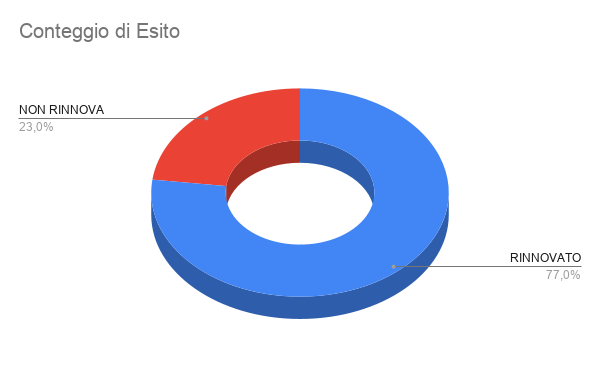 Conteggio di Esito
NON RINNOVA
23,0%
RINNOVATO
77,0%